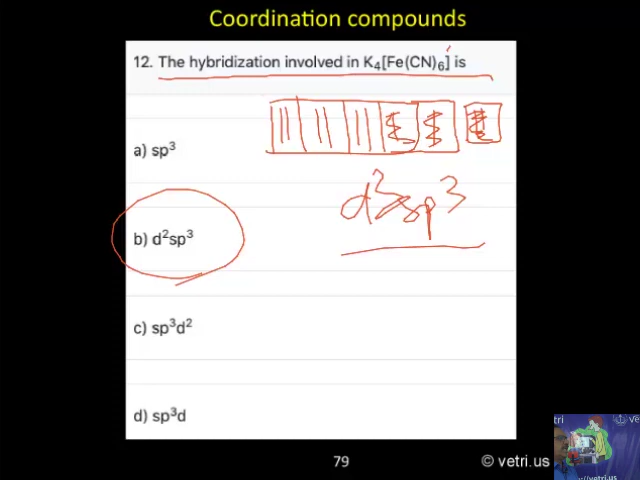 Coordination compounds
12. The hybridization involved in K₄[Fe(CN)₆] is
a) sp³
d²sp³
b) d²sp³
c) sp³d²
d) sp³d
79
© vetri.us